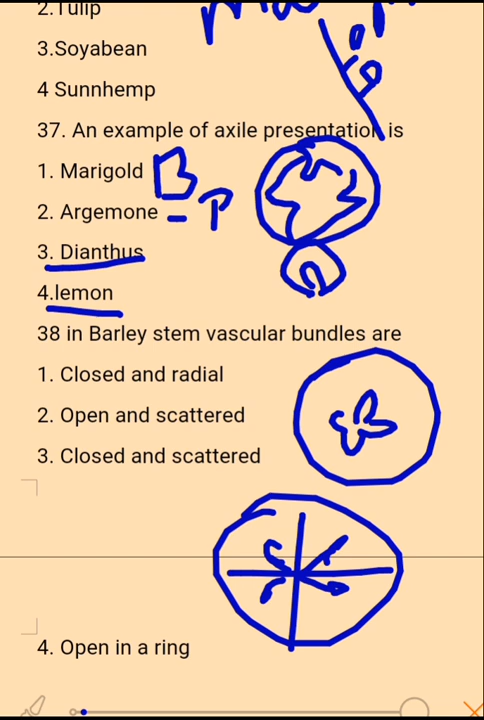 2.Tulip
3.Soyabean
4 Sunnhemp
37. An example of axile presentation is
1. Marigold B
2. Argemone - P
3. Dianthus
4.lemon
38 in Barley stem vascular bundles are
1. Closed and radial
2. Open and scattered
3. Closed and scattered
4. Open in a ring